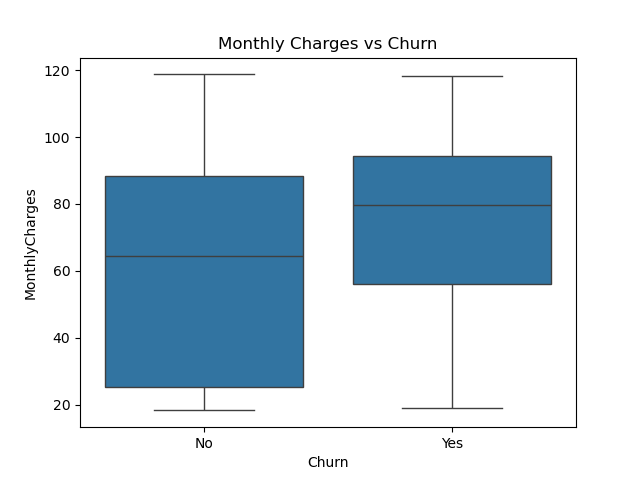 Monthly Charges vs Churn
120
100
80
60
40
20
MonthlyCharges
No
Yes
Churn